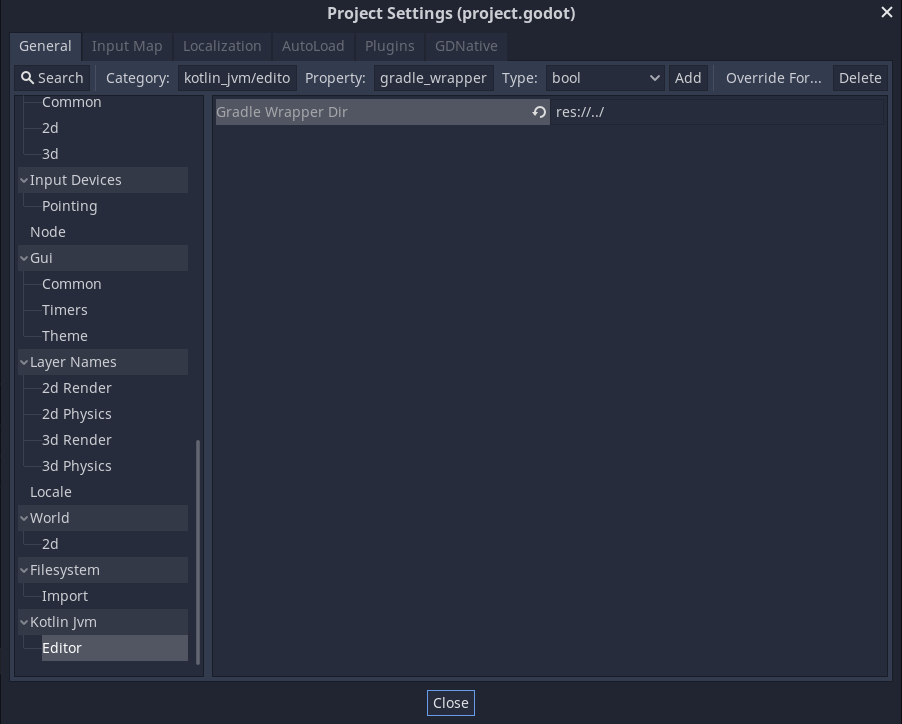 Project Settings (project.godot)
General Input Map Localization AutoLoad Plugins GDNative
Search Category: kotlin_jvm/edito Property: gradle_wrapper Type: bool Add Override For... Delete
Common
Gradle Wrapper Dir res://../
2d
3d
Input Devices
Pointing
Node
Gui
Common
Timers
Theme
Layer Names
2d Render
2d Physics
3d Render
3d Physics
Locale
World
2d
Filesystem
Import
Kotlin Jvm
Editor
Close